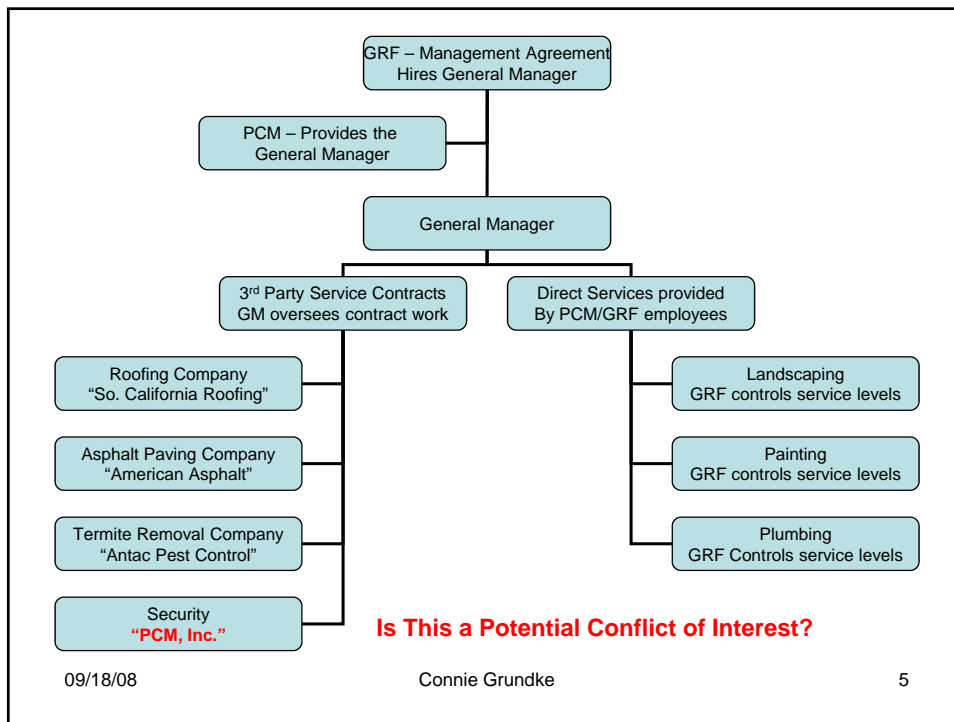 GRF – Management Agreement
Hires General Manager
PCM – Provides the
General Manager
General Manager
3rd Party Service Contracts
GM oversees contract work
Direct Services provided
By PCM/GRF employees
Roofing Company
“So. California Roofing”
Landscaping
GRF controls service levels
Asphalt Paving Company
“American Asphalt”
Painting
GRF controls service levels
Termite Removal Company
“Antac Pest Control”
Plumbing
GRF Controls service levels
Security
“PCM, Inc.”
Is This a Potential Conflict of Interest?
09/18/08
Connie Grundke
5